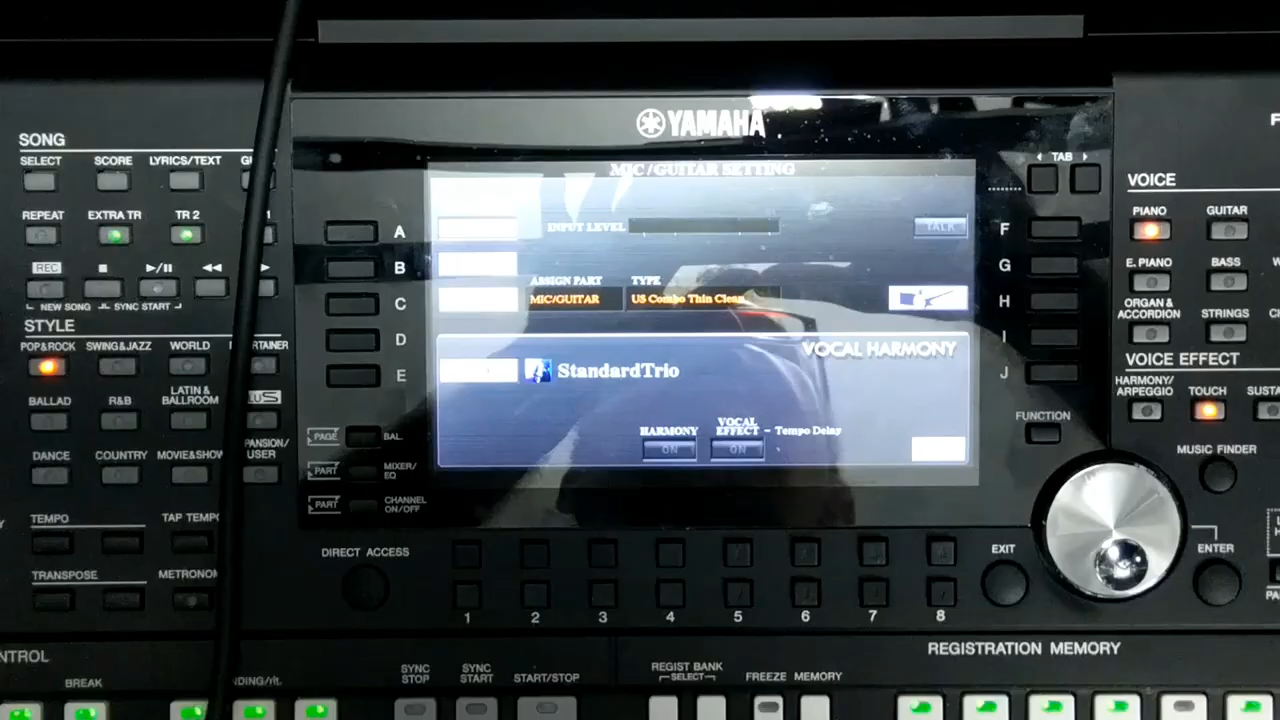 YAMAHA
SONG
SELECT SCORE LYRICS/TEXT
REPEAT EXTRA TR TR 2
REC
NEW SONG SYNC START
STYLE
POP&ROCK SWING&JAZZ WORLD
BALLAD R&B LATIN & BALLROOM
DANCE COUNTRY MOVIE&SHOW
TEMPO TAP TEMPO
TRANSPOSE
BREAK
A
B
C
D
E
PAGE BAL.
PART MIXER/EQ
PART CHANNEL ON/OFF
DIRECT ACCESS
MIC/GUITAR SETTING
INPUT LEVEL TALK
ASSIGN PART TYPE
MIC/GUITAR US Combo Thin Clean
VOCAL HARMONY
StandardTrio
HARMONY VOCAL EFFECT - Tempo Delay
ON ON
1 2 3 4 5 6 7 8
TAB
F
G
H
I
J
FUNCTION
EXIT ENTER
VOICE
PIANO GUITAR
E. PIANO BASS
ORGAN & ACCORDION STRINGS
VOICE EFFECT
HARMONY/ARPEGGIO TOUCH
MUSIC FINDER
REGISTRATION MEMORY
SYNC STOP SYNC START START/STOP
REGIST BANK SELECT FREEZE MEMORY